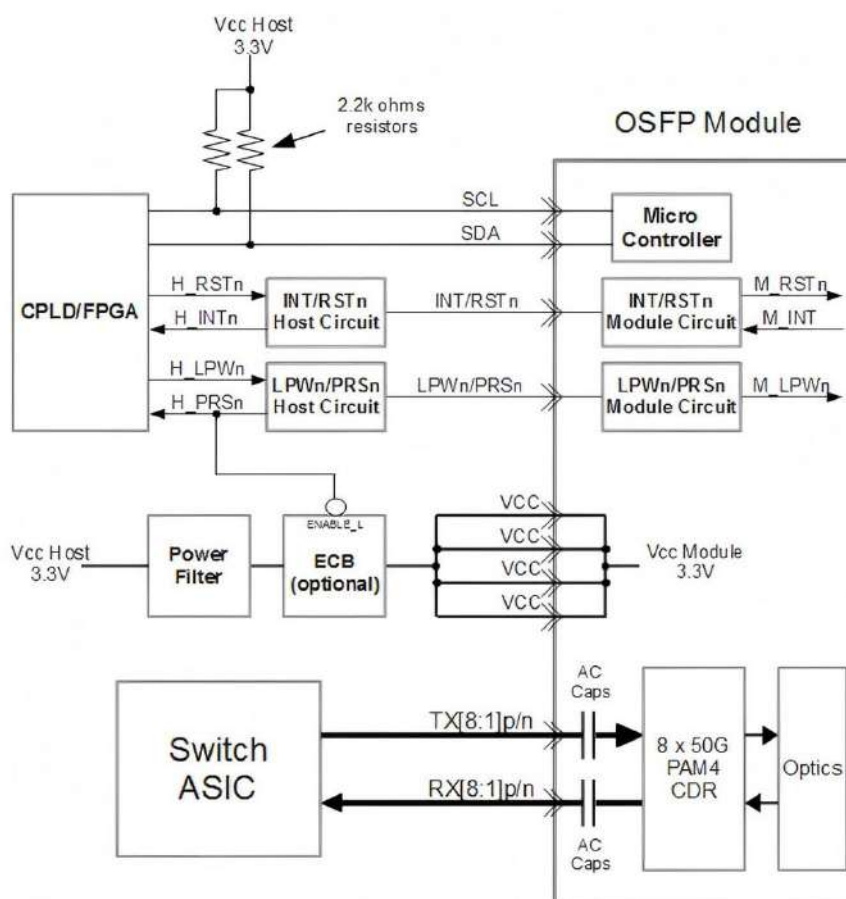 Vcc Host
3.3V
2.2k ohms
resistors
OSFP Module
SCL
SDA
Micro
Controller
CPLD/FPGA
H_RSTn
H_INTn
INT/RSTn
Host Circuit
INT/RSTn
INT/RSTn
Module Circuit
M_RSTn
M_INT
H_LPWn
H_PRSn
LPWn/PRSn
Host Circuit
LPWn/PRSn
LPWn/PRSn
Module Circuit
M_LPWn
Vcc Host
3.3V
Power
Filter
ENABLE_L
ECB
(optional)
VCC
VCC
VCC
VCC
Vcc Module
3.3V
Switch
ASIC
TX[8:1]p/n
RX[8:1]p/n
AC
Caps
AC
Caps
8 x 50G
PAM4
CDR
Optics